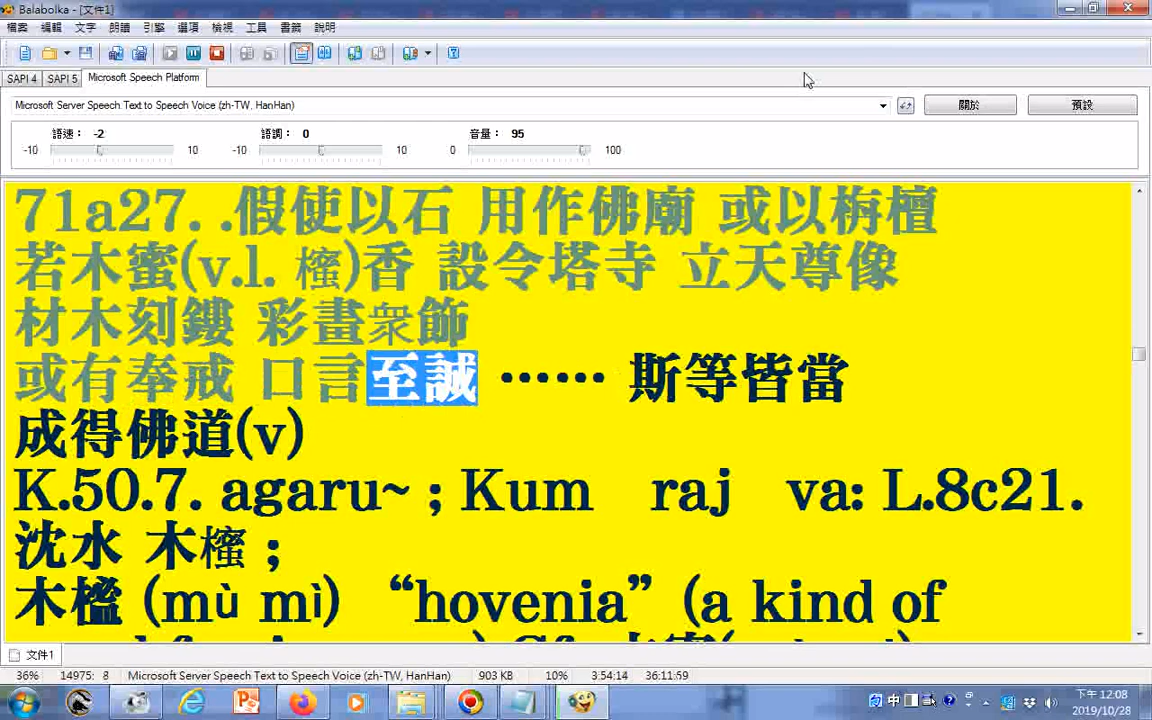 Balabolka - [文件1]
檔案 編輯 文字 朗讀 引擎 選項 檢視 工具 書籤 說明
SAPI 4 SAPI 5 Microsoft Speech Platform
Microsoft Server Speech Text to Speech Voice (zh-TW, HanHan) 關於 預設
語速： -2 語調： 0 音量： 95
-10 10 -10 10 0 100
71a27. .假使以石 用作佛廟 或以栴檀
若木蜜(v.l. 櫁)香 設令塔寺 立天尊像
材木刻鏤 彩畫衆飾
或有奉戒 口言至誠 …… 斯等皆當
成得佛道(v)
K.50.7. agaru~ ; Kum raj va: L.8c21.
沈水 木櫁 ;
木櫁 (mù mì) “hovenia” (a kind of
文件1
36% 14975: 8 Microsoft Server Speech Text to Speech Voice (zh-TW, HanHan) 903 KB 10% 3:54:14 36:11:59
中 下午 12:08
2019/10/28